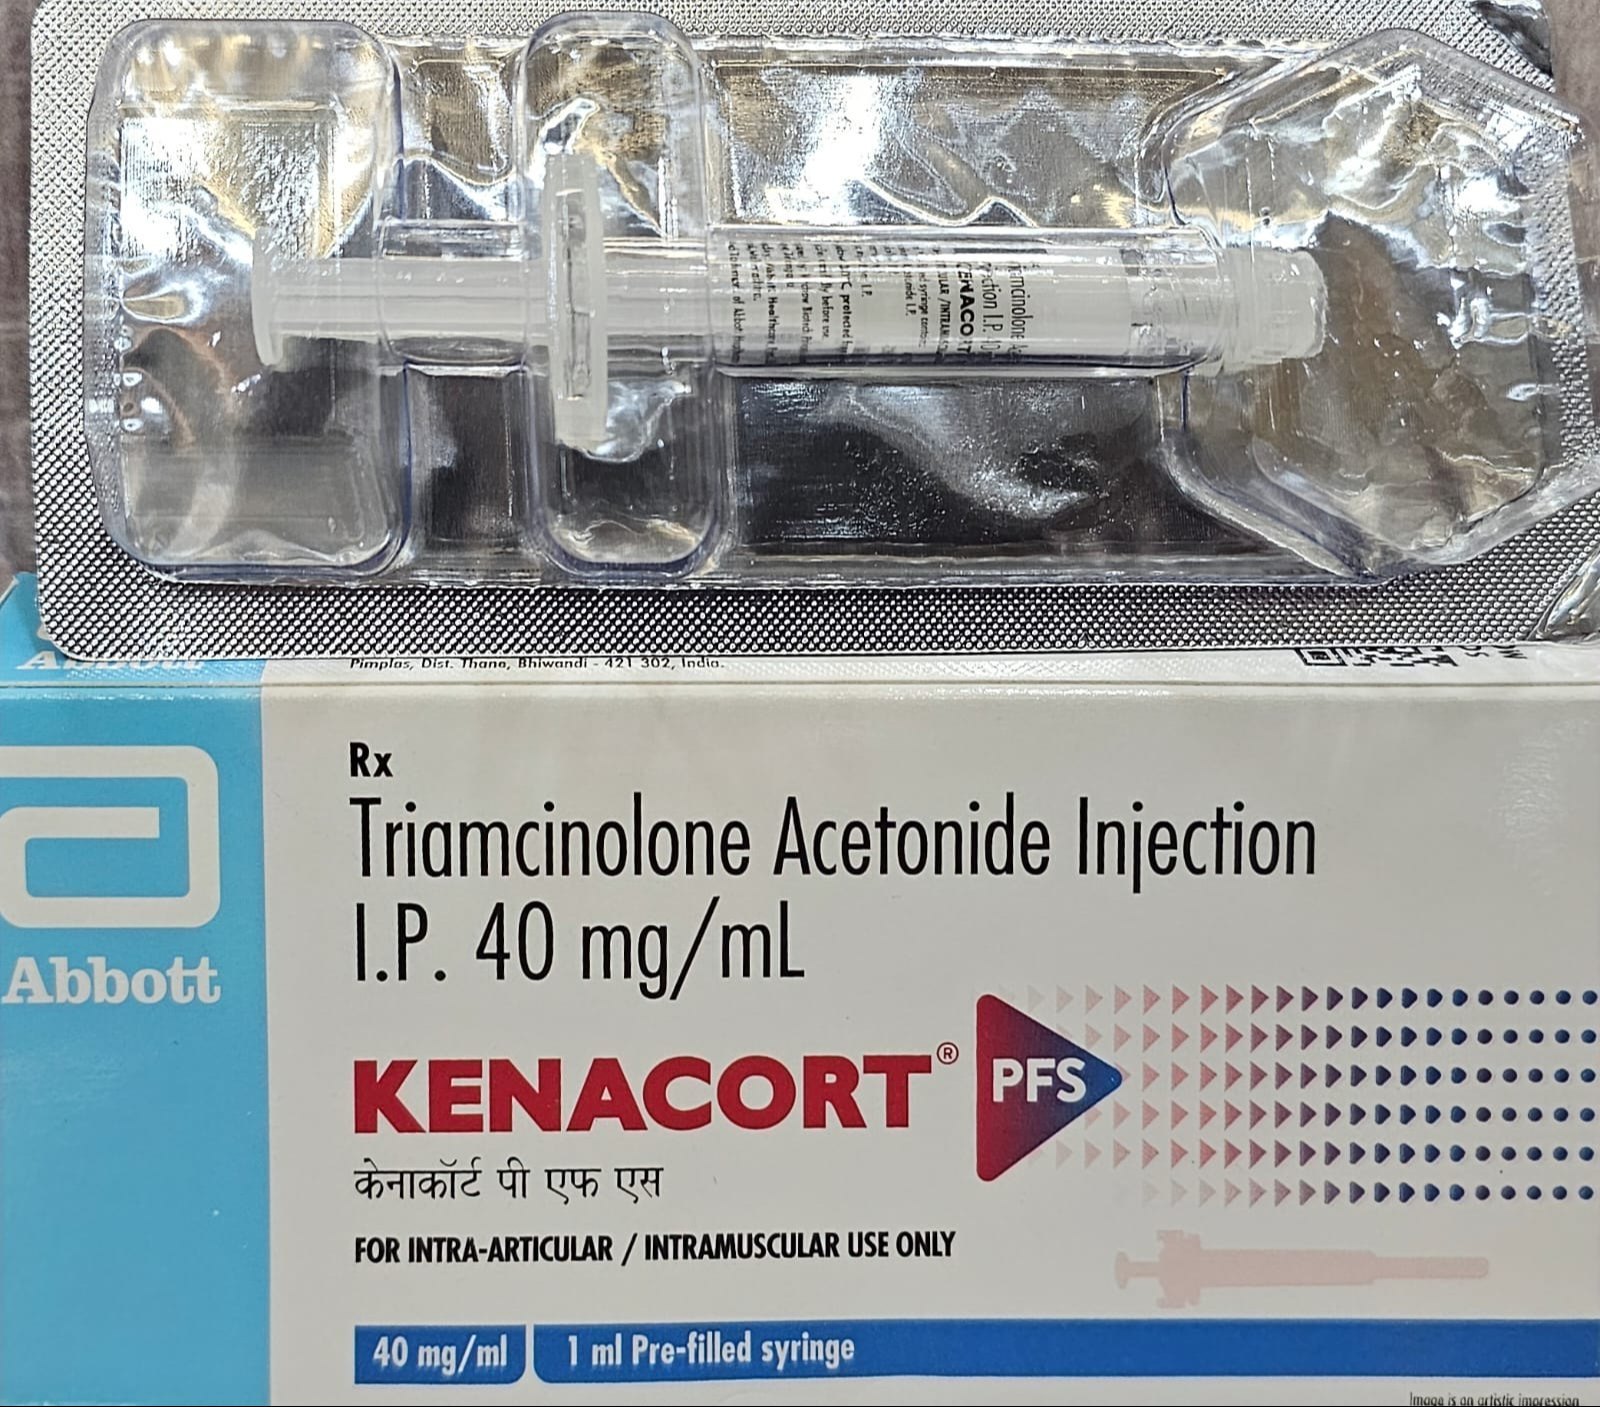 KENACORT
Abbott
Pimplas, Dist. Thane, Bhiwandi - 421 302, India.
Rx
Triamcinolone Acetonide Injection
I.P. 40 mg/mL
Abbott
KENACORT®
PFS
केनाकॉर्ट पी एफ एस
FOR INTRA-ARTICULAR / INTRAMUSCULAR USE ONLY
40 mg/ml
1 ml Pre-filled syringe
Image is an artistic impression